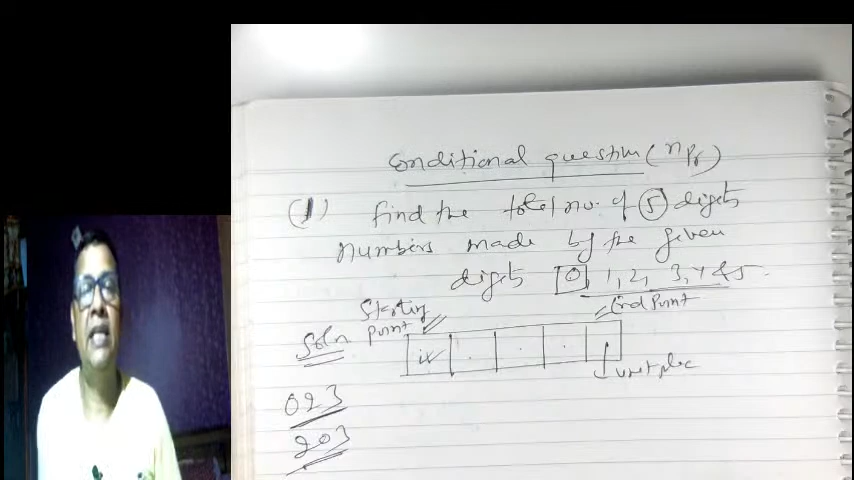 Conditional question (nPr)
(1) find the total no. of 5 digits
numbers made by the given
digits 0, 1, 2, 3, 4 & 5.
Starting point
End Point
Soln
unit place
023
203